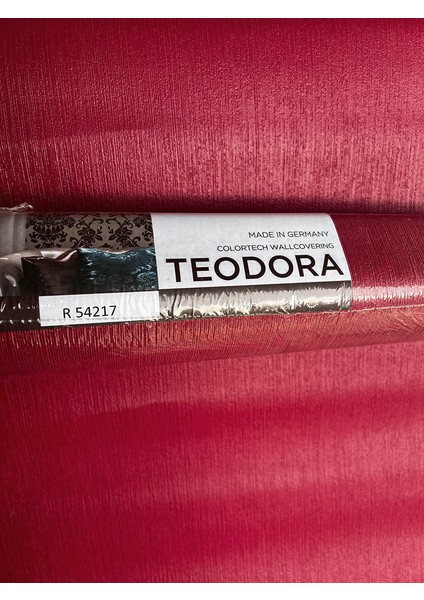 MADE IN GERMANY
COLORTECH WALLCOVERING
TEODORA
R 54217